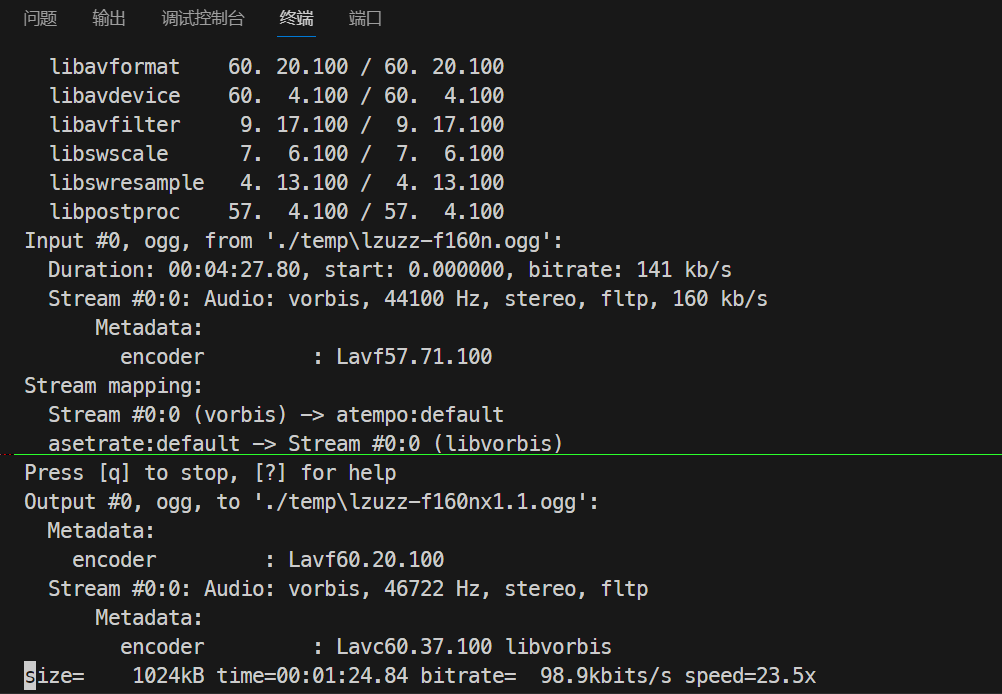 问题 输出 调试控制台 终端 端口
libavformat    60. 20.100 / 60. 20.100
libavdevice    60.  4.100 / 60.  4.100
libavfilter     9. 17.100 /  9. 17.100
libswscale      7.  6.100 /  7.  6.100
libswresample   4. 13.100 /  4. 13.100
libpostproc    57.  4.100 / 57.  4.100
Input #0, ogg, from './temp\lzuzz-f160n.ogg':
  Duration: 00:04:27.80, start: 0.000000, bitrate: 141 kb/s
  Stream #0:0: Audio: vorbis, 44100 Hz, stereo, fltp, 160 kb/s
      Metadata:
        encoder         : Lavf57.71.100
Stream mapping:
  Stream #0:0 (vorbis) -> atempo:default
  asetrate:default -> Stream #0:0 (libvorbis)
Press [q] to stop, [?] for help
Output #0, ogg, to './temp\lzuzz-f160nx1.1.ogg':
  Metadata:
    encoder         : Lavf60.20.100
  Stream #0:0: Audio: vorbis, 46722 Hz, stereo, fltp
      Metadata:
        encoder         : Lavc60.37.100 libvorbis
size=    1024kB time=00:01:24.84 bitrate=  98.9kbits/s speed=23.5x